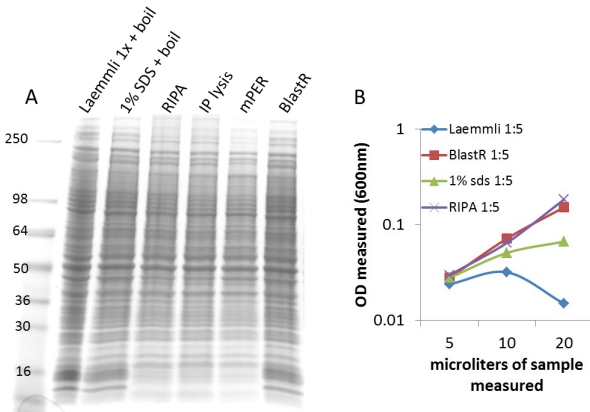 A
Laemmli 1x + boil
1% SDS + boil
RIPA
IP lysis
mPER
BlastR
250
98
64
50
36
30
16
B
Laemmli 1:5
BlastR 1:5
1% sds 1:5
RIPA 1:5
OD measured (600nm)
1
0.1
0.01
5 10 20
microliters of sample
measured